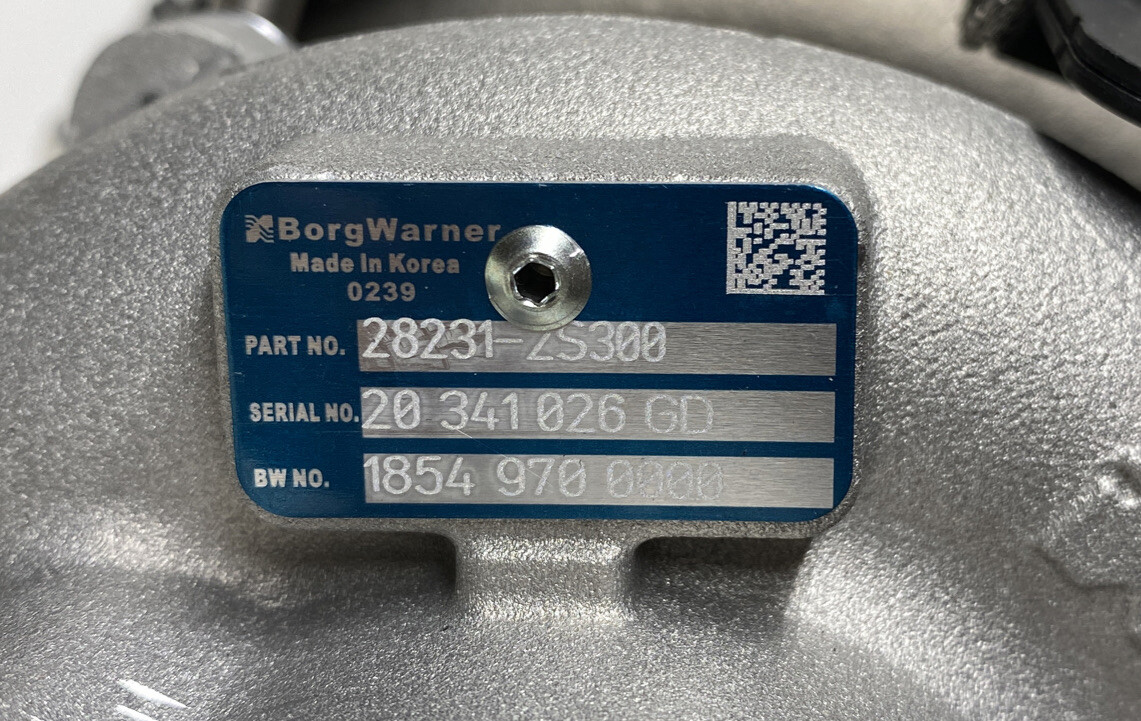 BorgWarner
Made In Korea
0239
PART NO. 28231-2S300
SERIAL NO. 20 341 026 GD
BW NO. 1854 970 0000